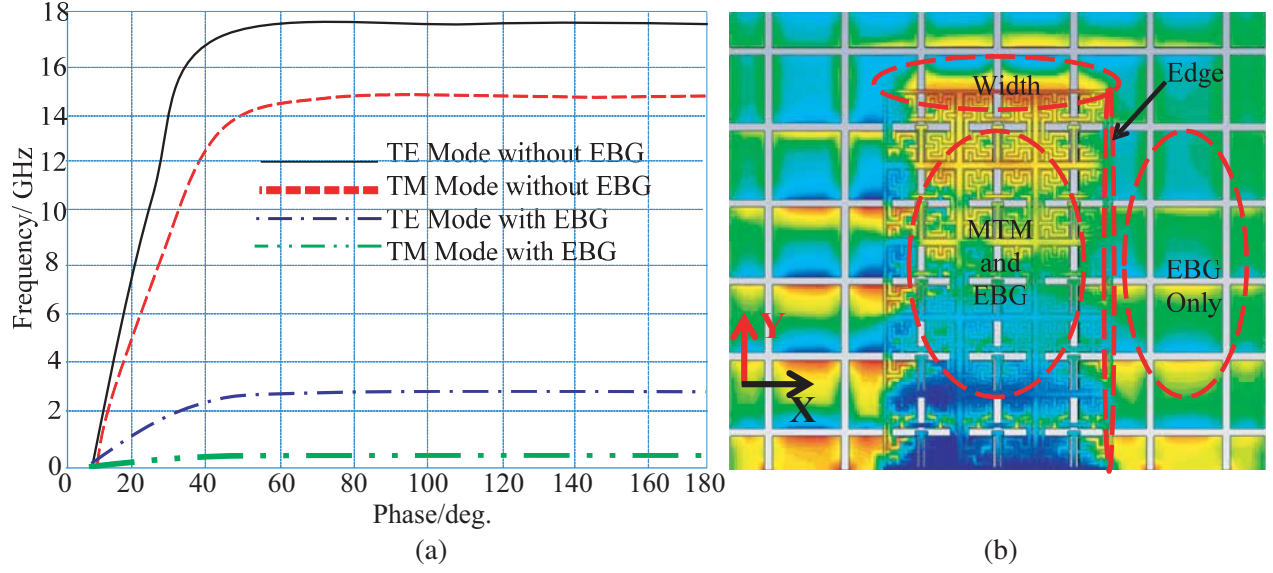 18
16
14
12
10
8
4
2
0
Frequency/ GHz
0 20 40 60 80 100 120 140 160 180
Phase/deg.
TE Mode without EBG
TM Mode without EBG
TE Mode with EBG
TM Mode with EBG
(a)
Width
Edge
MTM
and
EBG
EBG
Only
Y
X
(b)